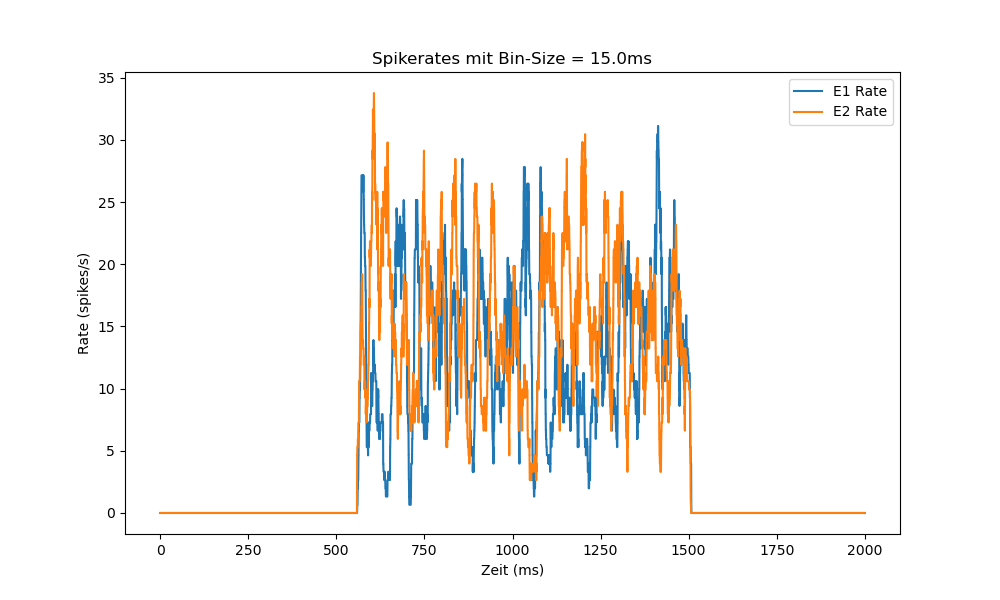 Spikerates mit Bin-Size = 15.0ms
E1 Rate
E2 Rate
35
30
25
20
15
10
5
0
Rate (spikes/s)
0 250 500 750 1000 1250 1500 1750 2000
Zeit (ms)